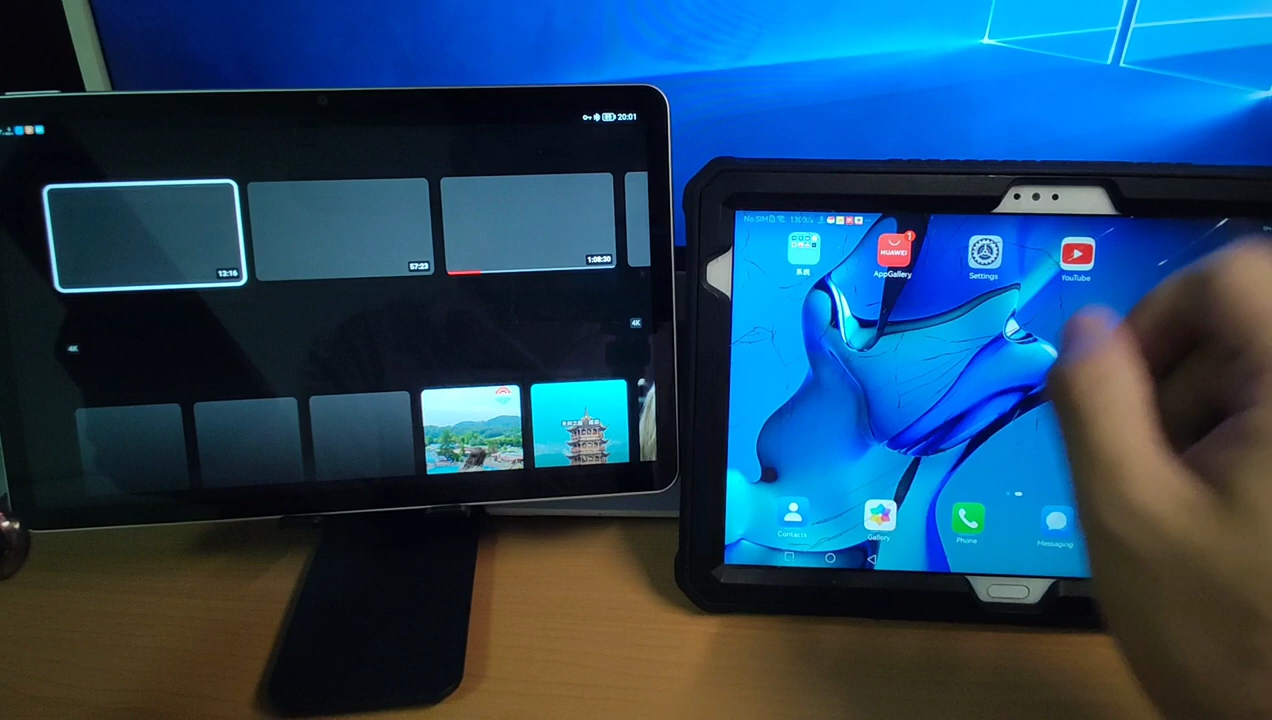 20:01
13:16
57:23
1:08:30
4K
4K
No SIM
系统
HUAWEI
1
AppGallery
Settings
YouTube
Contacts
Gallery
Phone
Messaging